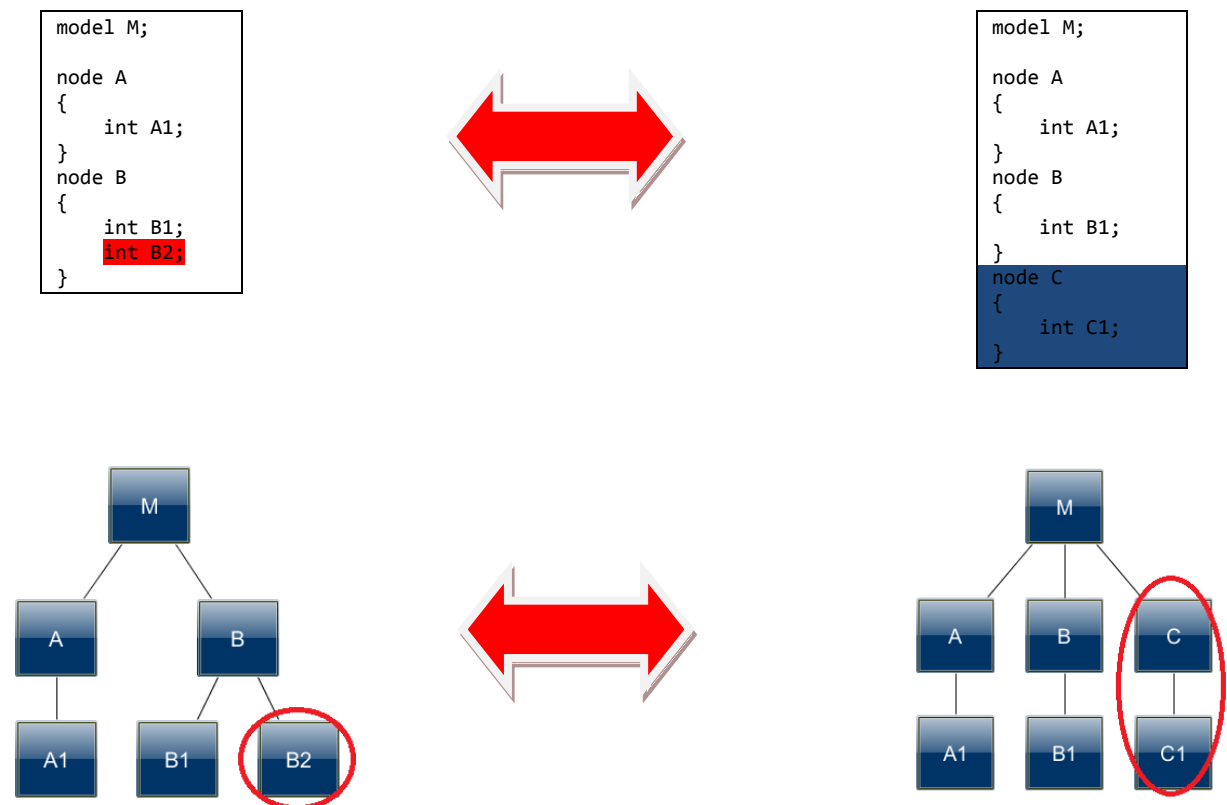 model M;
node A
{
int A1;
}
node B
{
int B1;
int B2;
}
model M;
node A
{
int A1;
}
node B
{
int B1;
}
node C
{
int C1;
}
M
A
B
A1
B1
B2
M
A
B
C
A1
B1
C1